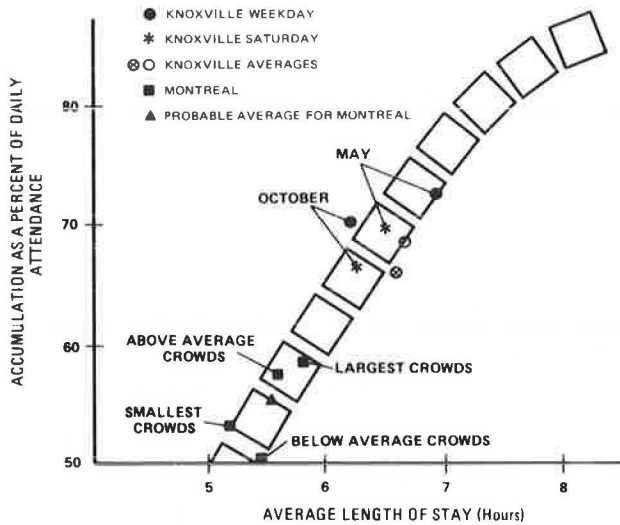 KNOXVILLE WEEKDAY
KNOXVILLE SATURDAY
KNOXVILLE AVERAGES
MONTREAL
PROBABLE AVERAGE FOR MONTREAL
ACCUMULATION AS A PERCENT OF DAILY
ATTENDANCE
70
60
50
MAY
OCTOBER
ABOVE AVERAGE
CROWDS
LARGEST CROWDS
SMALLEST
CROWDS
BELOW AVERAGE CROWDS
5
6
7
8
AVERAGE LENGTH OF STAY (Hours)